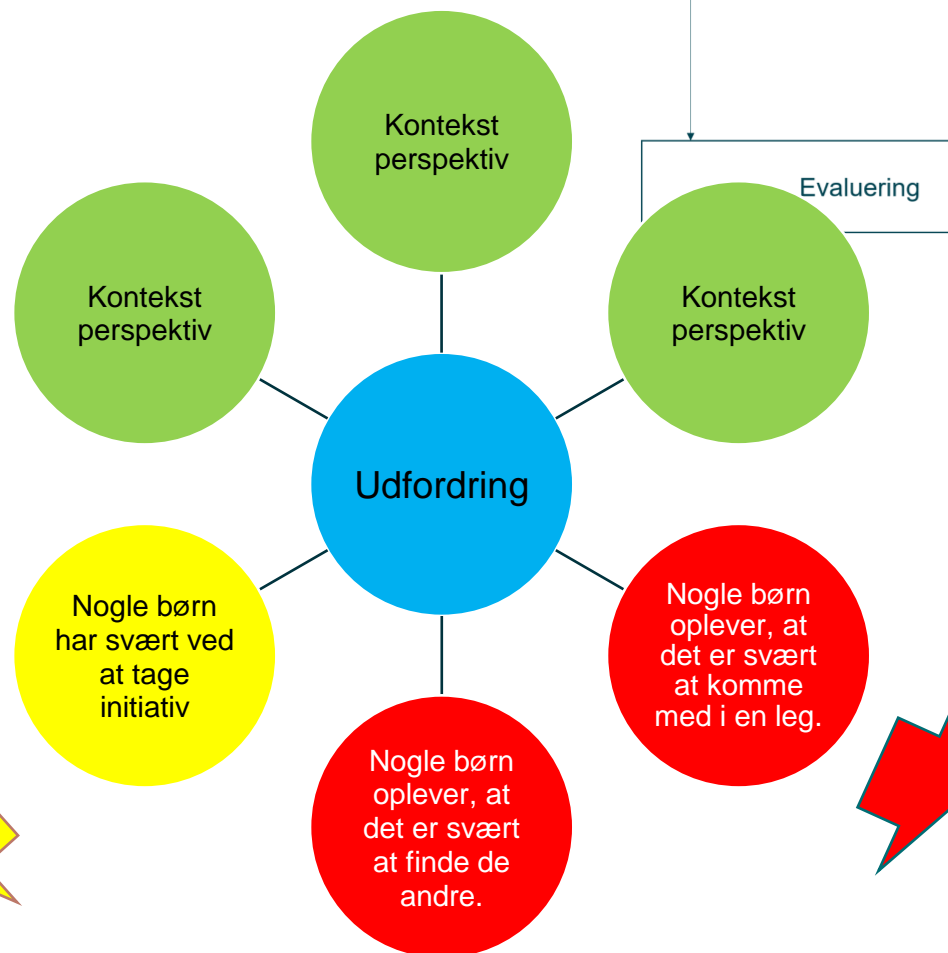 Kontekst
perspektiv
Evaluering
Kontekst
perspektiv
Kontekst
perspektiv
Udfordring
Nogle børn
har svært ved
at tage
initiativ
Nogle børn
oplever, at
det er svært
at komme
med i en leg.
Nogle børn
oplever, at
det er svært
at finde de
andre.